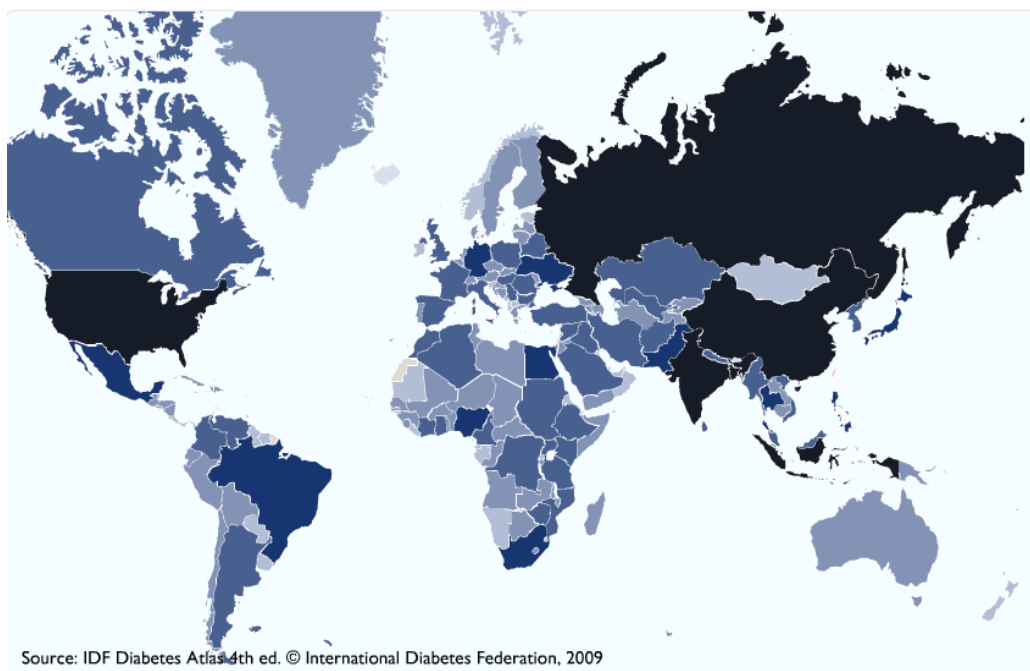 Source: IDF Diabetes Atlas 4th ed. © International Diabetes Federation, 2009